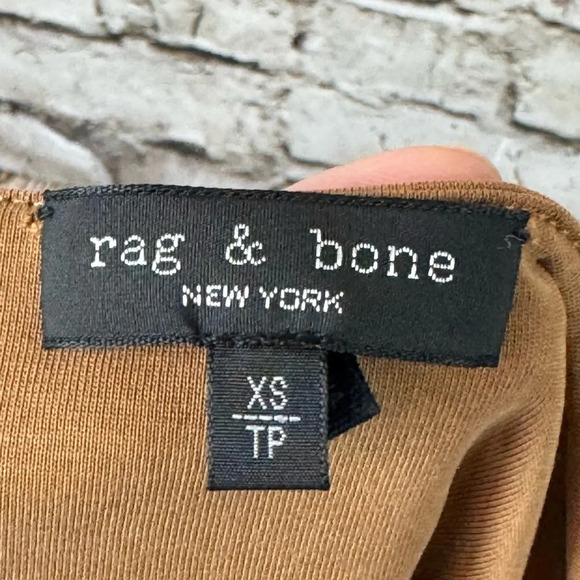 rag & bone
NEW YORK
XS
TP